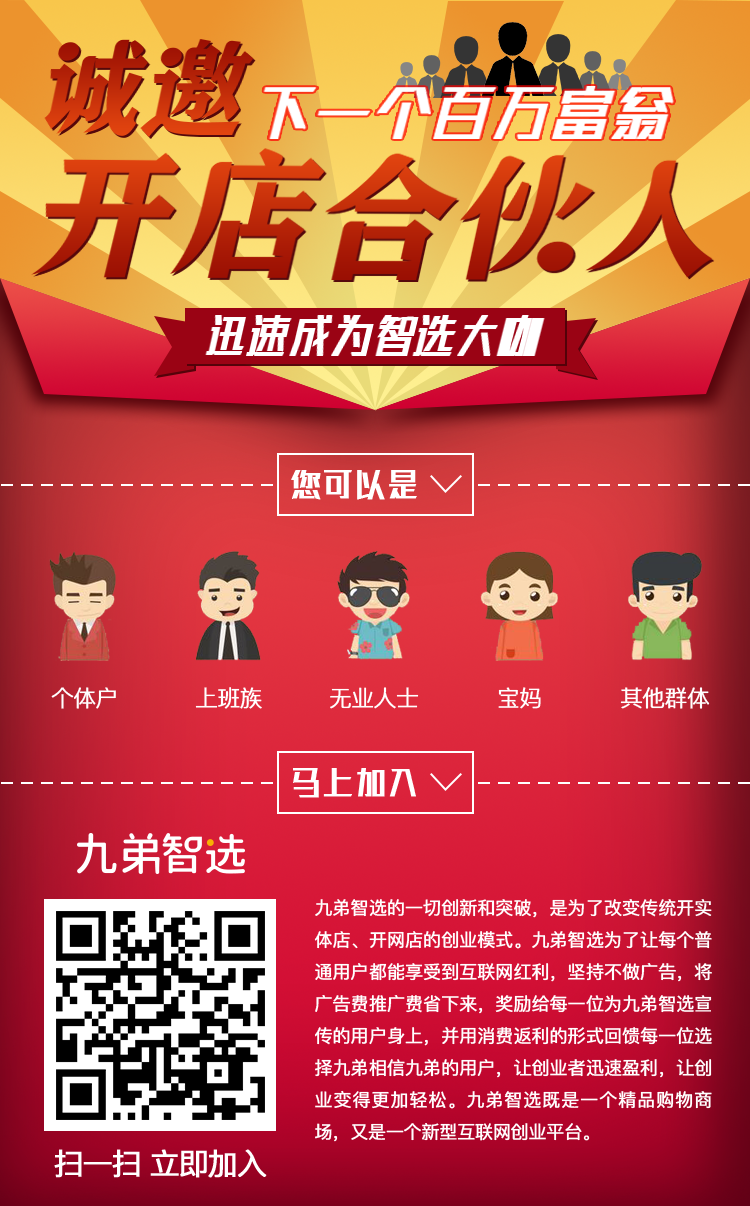 诚邀
下一个百万富翁
开店合伙人
迅速成为智选大咖
您可以是
个体户
上班族
无业人士
宝妈
其他群体
马上加入
九弟智选
九弟智选的一切创新和突破，是为了改变传统开实
体店、开网店的创业模式。九弟智选为了让每个普
通用户都能享受到互联网红利，坚持不做广告，将
广告费推广费省下来，奖励给每一位为九弟智选宣
传的用户身上，并用消费返利的形式回馈每一位选
择九弟相信九弟的用户，让创业者迅速盈利，让创
业变得更加轻松。九弟智选既是一个精品购物商
场，又是一个新型互联网创业平台。
扫一扫 立即加入